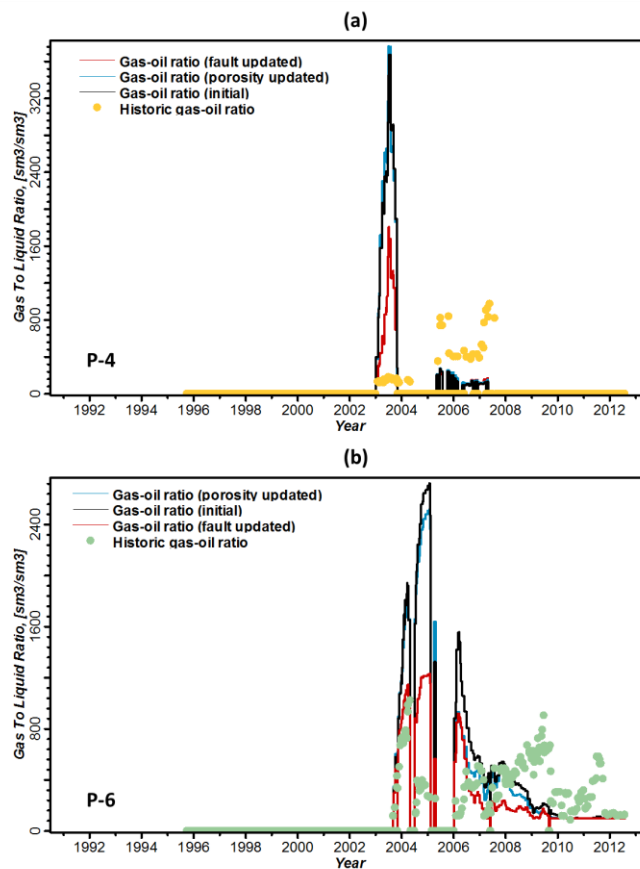 (a)
Gas-oil ratio (fault updated)
Gas-oil ratio (porosity updated)
Gas-oil ratio (initial)
Historic gas-oil ratio
Gas To Liquid Ratio, [sm3/sm3]
3200
2400
1600
800
0
P-4
1992 1994 1996 1998 2000 2002 2004 2006 2008 2010 2012
Year
(b)
Gas-oil ratio (porosity updated)
Gas-oil ratio (initial)
Gas-oil ratio (fault updated)
Historic gas-oil ratio
Gas To Liquid Ratio, [sm3/sm3]
2400
1600
800
0
P-6
1992 1994 1996 1998 2000 2002 2004 2006 2008 2010 2012
Year